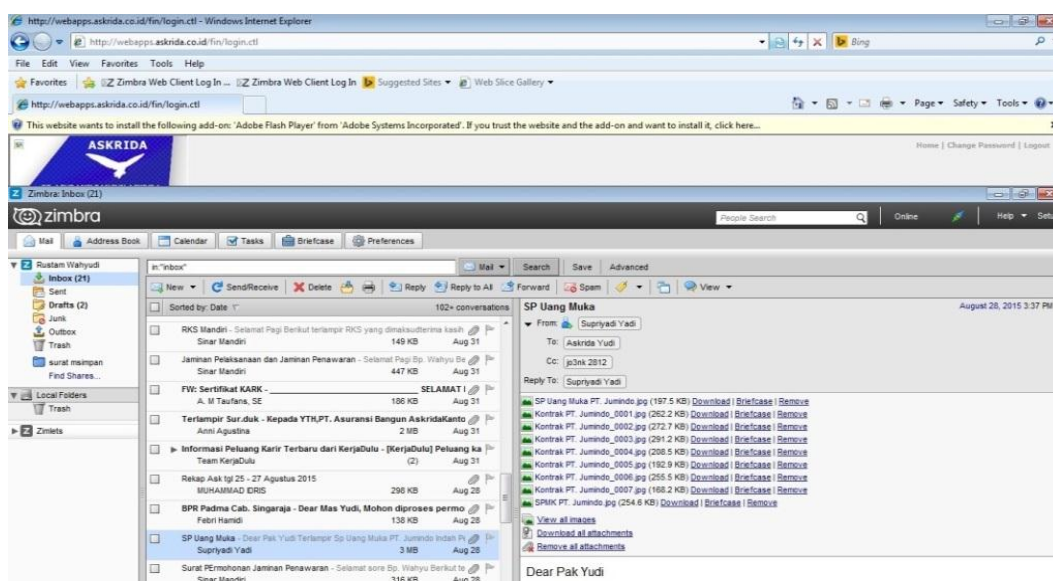 http://webapps.askrida.co.id/fin/login.ctl - Windows Internet Explorer
http://webapps.askrida.co.id/fin/login.ctl
Bing
File Edit View Favorites Tools Help
Favorites Zimbra Web Client Log In ... Zimbra Web Client Log In Suggested Sites Web Slice Gallery
http://webapps.askrida.co.id/fin/login.ctl
Page Safety Tools
This website wants to install the following add-on: 'Adobe Flash Player' from 'Adobe Systems Incorporated'. If you trust the website and the add-on and want to install it, click here...
ASKRIDA
Home | Change Password | Logout
Zimbra: Inbox (21)
zimbra
People Search
Online
Help
Mail Address Book Calendar Tasks Briefcase Preferences
Rustam Wahyudi
Inbox (21)
Sent
Drafts (2)
Junk
Outbox
Trash
surat msimpan
Find Shares...
Local Folders
Trash
Zimlets
in:"inbox"
Mail
Search Save Advanced
New Send/Receive Delete Reply Reply to All Forward Spam View
Sorted by: Date 102+ conversations
RKS Mandiri - Selamat Pagi Berikut terlampir RKS yang dimaksudterima kasih
Sinar Mandiri 149 KB Aug 31
Jaminan Pelaksanaan dan Jaminan Penawaran - Selamat Pagi Bp. Wahyu Be
Sinar Mandiri 447 KB Aug 31
FW: Sertifikat KARK - SELAMAT
A. M Taufans, SE 186 KB Aug 31
Terlampir Sur.duk - Kepada YTH,PT. Asuransi Bangun AskridaKanto
Anni Agustina 2 MB Aug 31
Informasi Peluang Karir Terbaru dari KerjaDulu - [KerjaDulu] Peluang ka
Team KerjaDulu (2) Aug 31
Rekap Ask tgl 25 - 27 Agustus 2015
MUHAMMAD IDRIS 298 KB Aug 28
BPR Padma Cab. Singaraja - Dear Mas Yudi, Mohon diproses permo
Febri Hamidi 138 KB Aug 28
SP Uang Muka - Dear Pak Yudi Terlampir Sp Uang Muka PT. Jumindo Indah
Supriyadi Yadi 3 MB Aug 28
Surat PErmohonan Jaminan Penawaran - Selamat sore Bp. Wahyu Berikut te
Sinar Mandiri 316 KB Aug 28
SP Uang Muka August 28, 2015 3:37 PM
From: Supriyadi Yadi
To: Askrida Yudi
Cc: jp3nk 2812
Reply To: Supriyadi Yadi
SP Uang Muka PT. Jumindo.jpg (197.5 KB) Download | Briefcase | Remove
Kontrak PT. Jumindo_0001.jpg (262.2 KB) Download | Briefcase | Remove
Kontrak PT. Jumindo_0002.jpg (272.7 KB) Download | Briefcase | Remove
Kontrak PT. Jumindo_0003.jpg (291.2 KB) Download | Briefcase | Remove
Kontrak PT. Jumindo_0004.jpg (208.5 KB) Download | Briefcase | Remove
Kontrak PT. Jumindo_0005.jpg (192.9 KB) Download | Briefcase | Remove
Kontrak PT. Jumindo_0006.jpg (255.5 KB) Download | Briefcase | Remove
Kontrak PT. Jumindo_0007.jpg (168.2 KB) Download | Briefcase | Remove
SPMK PT. Jumindo.jpg (254.6 KB) Download | Briefcase | Remove
View all images
Download all attachments
Remove all attachments
Dear Pak Yudi